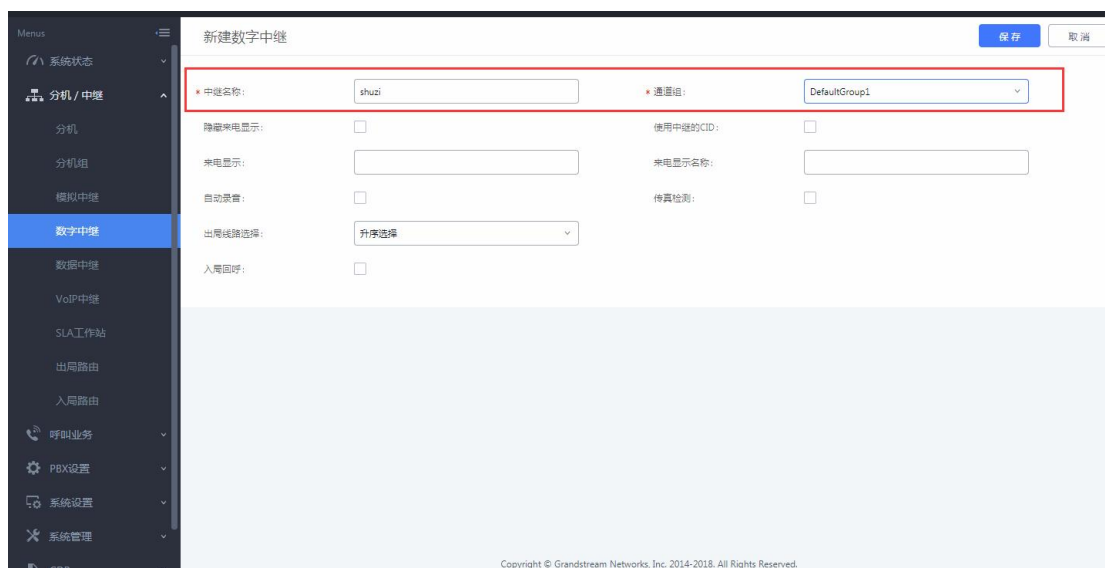 Menus
系统状态
分机 / 中继
分机
分机组
模拟中继
数字中继
数据中继
VoIP中继
SLA工作站
出局路由
入局路由
呼叫业务
PBX设置
系统设置
系统管理
CDR
新建数字中继
保存 取消
* 中继名称: shuzi * 通道组: DefaultGroup1
隐藏来电显示: 使用中继的CID:
来电显示: 来电显示名称:
自动录音: 传真检测:
出局线路选择: 升序选择
入局回呼:
Copyright © Grandstream Networks, Inc. 2014-2018. All Rights Reserved.